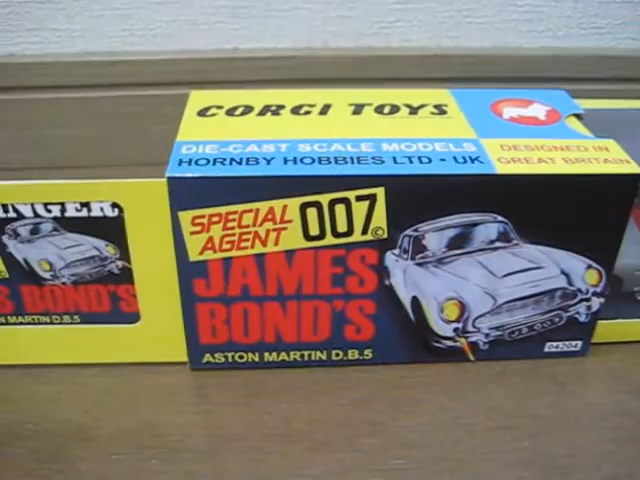 CORGI TOYS
DIE-CAST SCALE MODELS
HORNBY HOBBIES LTD · UK
DESIGNED IN
GREAT BRITAIN
SPECIAL
AGENT
007©
JAMES
BOND'S
ASTON MARTIN D.B.5
04204
BOND'S
MARTIN D.B.5